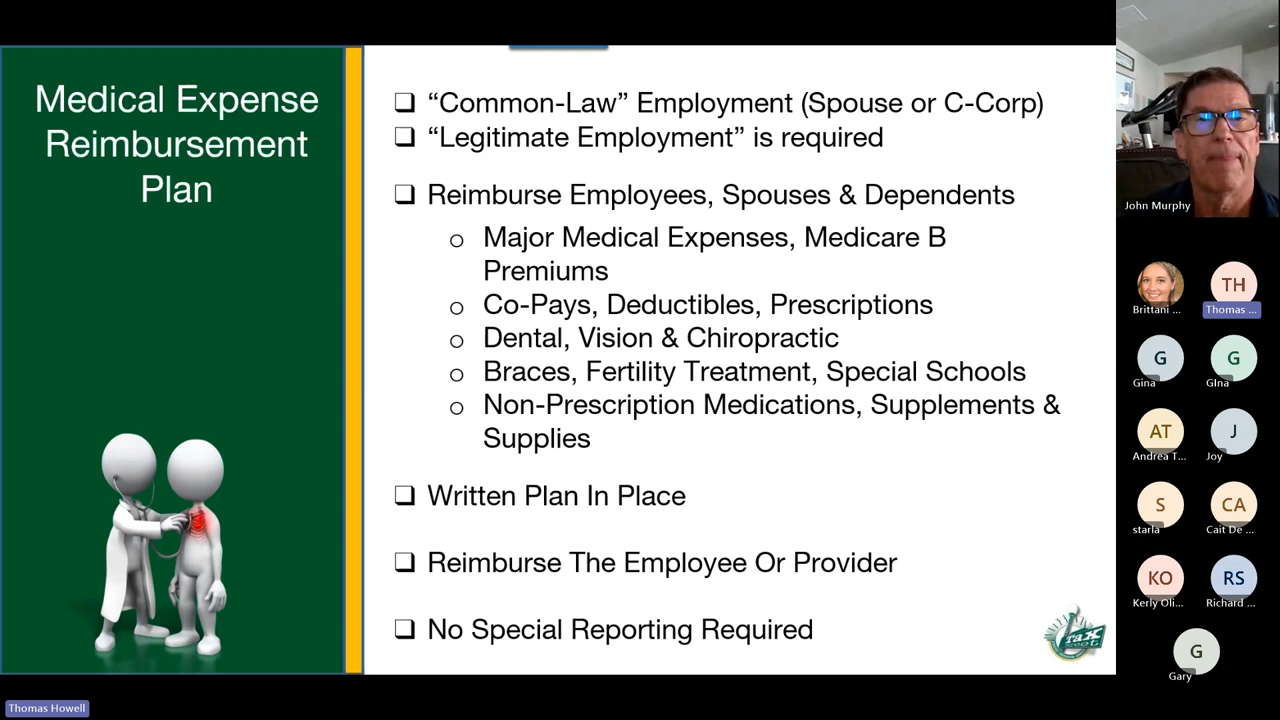 Medical Expense
Reimbursement
Plan
❑ “Common-Law” Employment (Spouse or C-Corp)
❑ “Legitimate Employment” is required
❑ Reimburse Employees, Spouses & Dependents
o Major Medical Expenses, Medicare B
Premiums
o Co-Pays, Deductibles, Prescriptions
o Dental, Vision & Chiropractic
o Braces, Fertility Treatment, Special Schools
o Non-Prescription Medications, Supplements &
Supplies
❑ Written Plan In Place
❑ Reimburse The Employee Or Provider
❑ No Special Reporting Required
Tax
John Murphy
Brittani ...
TH
Thomas ...
G
Gina
G
GIna
AT
Andrea T...
J
Joy
S
starla
CA
Cait De ...
KO
Kerly Oli...
RS
Richard ...
G
Gary
Thomas Howell